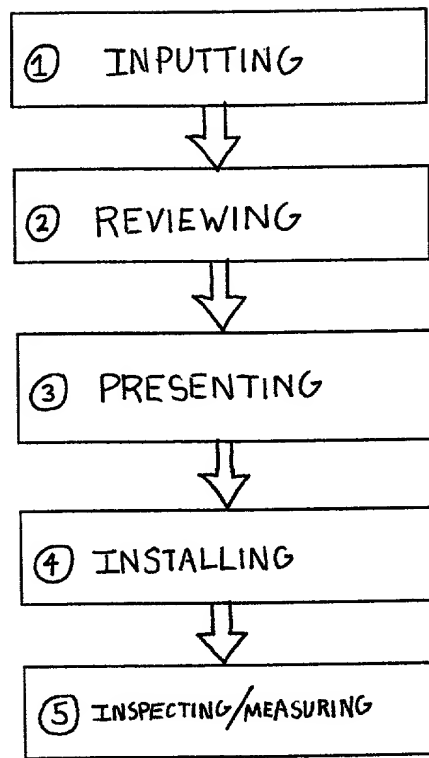 ① INPUTTING
② REVIEWING
③ PRESENTING
④ INSTALLING
⑤ INSPECTING/MEASURING